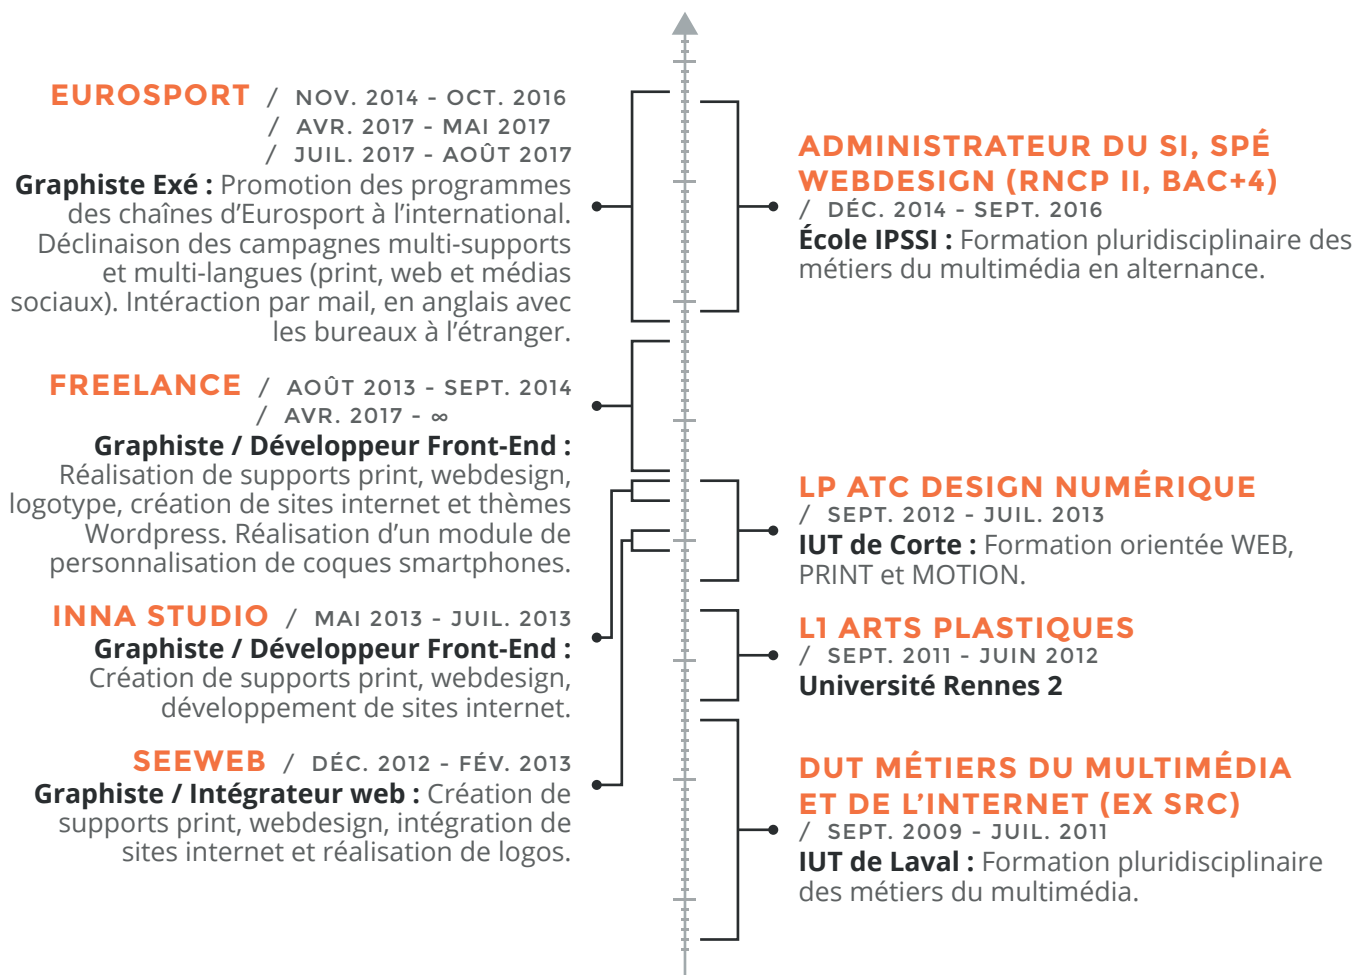 EUROSPORT / NOV. 2014 - OCT. 2016
/ AVR. 2017 - MAI 2017
/ JUIL. 2017 - AOÛT 2017
Graphiste Exé : Promotion des programmes
des chaînes d’Eurosport à l’international.
Déclinaison des campagnes multi-supports
et multi-langues (print, web et médias
sociaux). Intéraction par mail, en anglais avec
les bureaux à l’étranger.
FREELANCE / AOÛT 2013 - SEPT. 2014
/ AVR. 2017 - ∞
Graphiste / Développeur Front-End :
Réalisation de supports print, webdesign,
logotype, création de sites internet et thèmes
Wordpress. Réalisation d’un module de
personnalisation de coques smartphones.
INNA STUDIO / MAI 2013 - JUIL. 2013
Graphiste / Développeur Front-End :
Création de supports print, webdesign,
développement de sites internet.
SEEWEB / DÉC. 2012 - FÉV. 2013
Graphiste / Intégrateur web : Création de
supports print, webdesign, intégration de
sites internet et réalisation de logos.
ADMINISTRATEUR DU SI, SPÉ
WEBDESIGN (RNCP II, BAC+4)
/ DÉC. 2014 - SEPT. 2016
École IPSSI : Formation pluridisciplinaire des
métiers du multimédia en alternance.
LP ATC DESIGN NUMÉRIQUE
/ SEPT. 2012 - JUIL. 2013
IUT de Corte : Formation orientée WEB,
PRINT et MOTION.
L1 ARTS PLASTIQUES
/ SEPT. 2011 - JUIN 2012
Université Rennes 2
DUT MÉTIERS DU MULTIMÉDIA
ET DE L’INTERNET (EX SRC)
/ SEPT. 2009 - JUIL. 2011
IUT de Laval : Formation pluridisciplinaire
des métiers du multimédia.